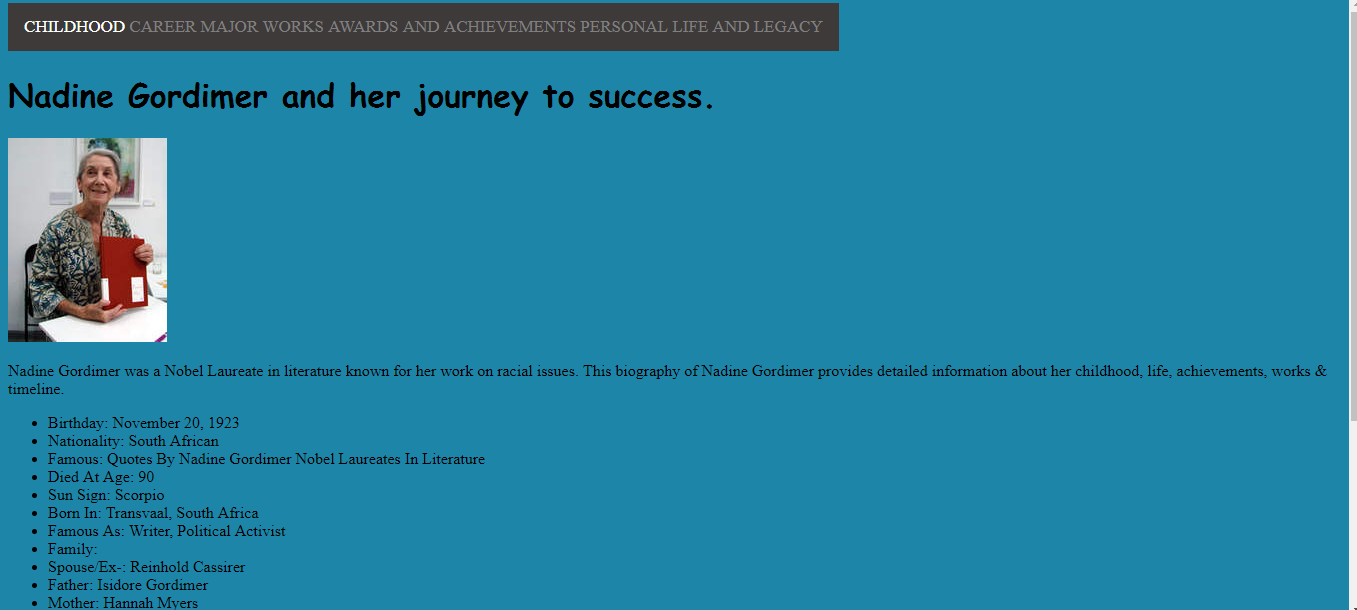 CHILDHOOD CAREER MAJOR WORKS AWARDS AND ACHIEVEMENTS PERSONAL LIFE AND LEGACY
Nadine Gordimer and her journey to success.
Nadine Gordimer was a Nobel Laureate in literature known for her work on racial issues. This biography of Nadine Gordimer provides detailed information about her childhood, life, achievements, works &
timeline.
• Birthday: November 20, 1923
• Nationality: South African
• Famous: Quotes By Nadine Gordimer Nobel Laureates In Literature
• Died At Age: 90
• Sun Sign: Scorpio
• Born In: Transvaal, South Africa
• Famous As: Writer, Political Activist
• Family:
• Spouse/Ex-: Reinhold Cassirer
• Father: Isidore Gordimer
• Mother: Hannah Myers